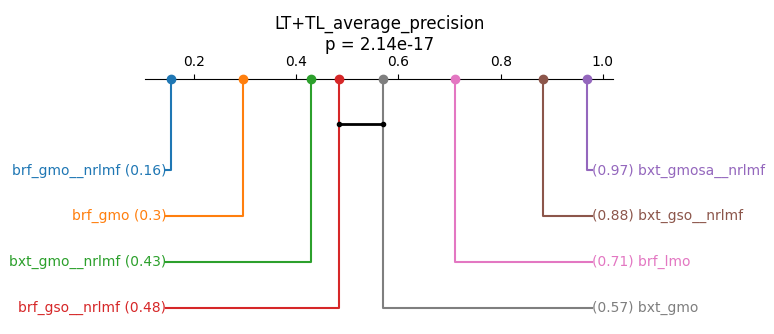 LT+TL_average_precision
p = 2.14e-17
0.2 0.4 0.6 0.8 1.0
brf_gmo__nrlmf (0.16) (0.97) bxt_gmosa__nrlmf
brf_gmo (0.3) (0.88) bxt_gso__nrlmf
bxt_gmo__nrlmf (0.43) (0.71) brf_lmo
brf_gso__nrlmf (0.48) (0.57) bxt_gmo